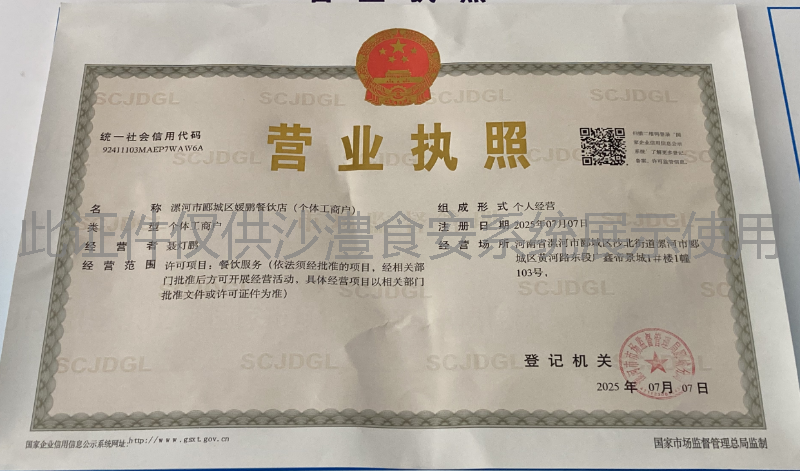 统一社会信用代码
92411103MAEP7WAW6A
营业执照
扫描二维码登录“国
家企业信用信息公示
系统”了解更多登记、
备案、许可监管信息。
名称 漯河市郾城区媛鹏餐饮店（个体工商户）
类型 个体工商户
经营者 聂灯鹏
经营范围 许可项目：餐饮服务（依法须经批准的项目，经相关部
门批准后方可开展经营活动，具体经营项目以相关部门
批准文件或许可证件为准）
组成形式 个人经营
注册日期 2025年07月07日
经营场所 河南省漯河市郾城区沙北街道漯河市郾
城区黄河路东段广鑫帝景城1#楼1幢
103号，
此证件仅供沙澧食安系统展示使用
登记机关
2025 年 07 月 07 日
国家企业信用信息公示系统网址：http://www.gsxt.gov.cn
国家市场监督管理总局监制
SCJDGL